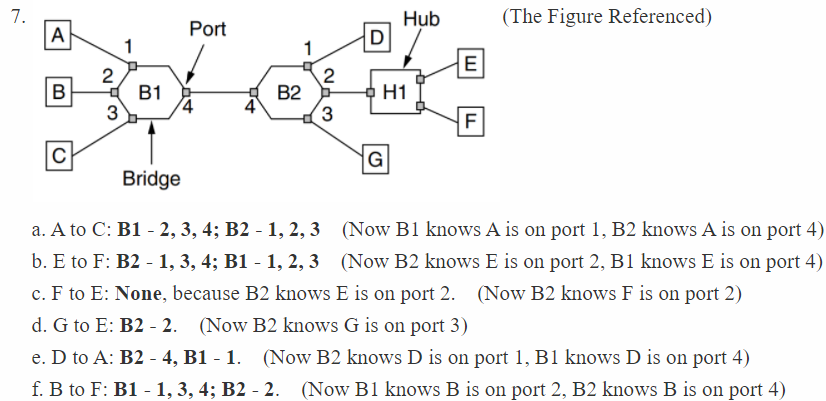 7.
(The Figure Referenced)
Hub
Port
A
D
1
1
E
2
2
B
B1
B2
H1
3
4
4
3
F
C
G
Bridge
a. A to C: B1 - 2, 3, 4; B2 - 1, 2, 3 (Now B1 knows A is on port 1, B2 knows A is on port 4)
b. E to F: B2 - 1, 3, 4; B1 - 1, 2, 3 (Now B2 knows E is on port 2, B1 knows E is on port 4)
c. F to E: None, because B2 knows E is on port 2. (Now B2 knows F is on port 2)
d. G to E: B2 - 2. (Now B2 knows G is on port 3)
e. D to A: B2 - 4, B1 - 1. (Now B2 knows D is on port 1, B1 knows D is on port 4)
f. B to F: B1 - 1, 3, 4; B2 - 2. (Now B1 knows B is on port 2, B2 knows B is on port 4)